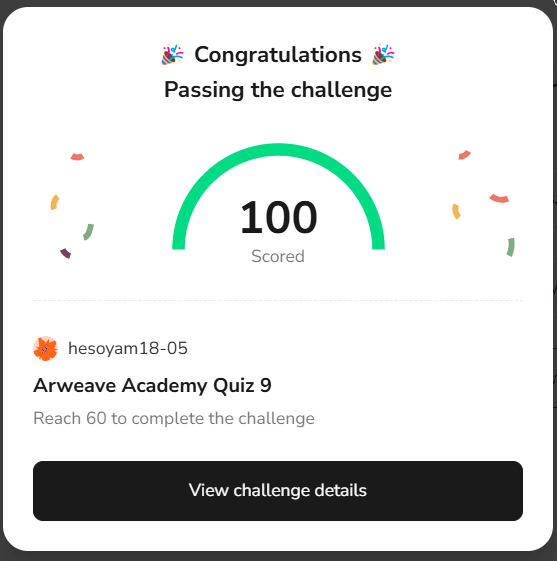 🎉 Congratulations 🎉
Passing the challenge
100
Scored
hesoyam18-05
Arweave Academy Quiz 9
Reach 60 to complete the challenge
View challenge details